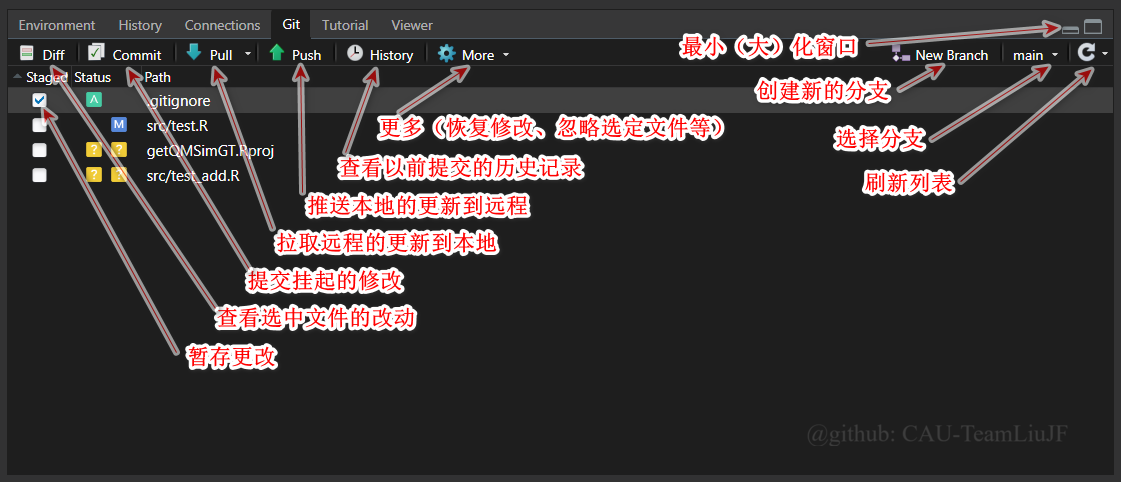 Environment History Connections Git Tutorial Viewer
最小（大）化窗口
Diff Commit Pull Push History More New Branch main
Staged Status Path
创建新的分支
A .gitignore
M src/test.R
更多（恢复修改、忽略选定文件等）
选择分支
? ? getQMSimGT.Rproj
查看以前提交的历史记录
? ? src/test_add.R
刷新列表
推送本地的更新到远程
拉取远程的更新到本地
提交挂起的修改
查看选中文件的改动
暂存更改
@github: CAU-TeamLiuJF